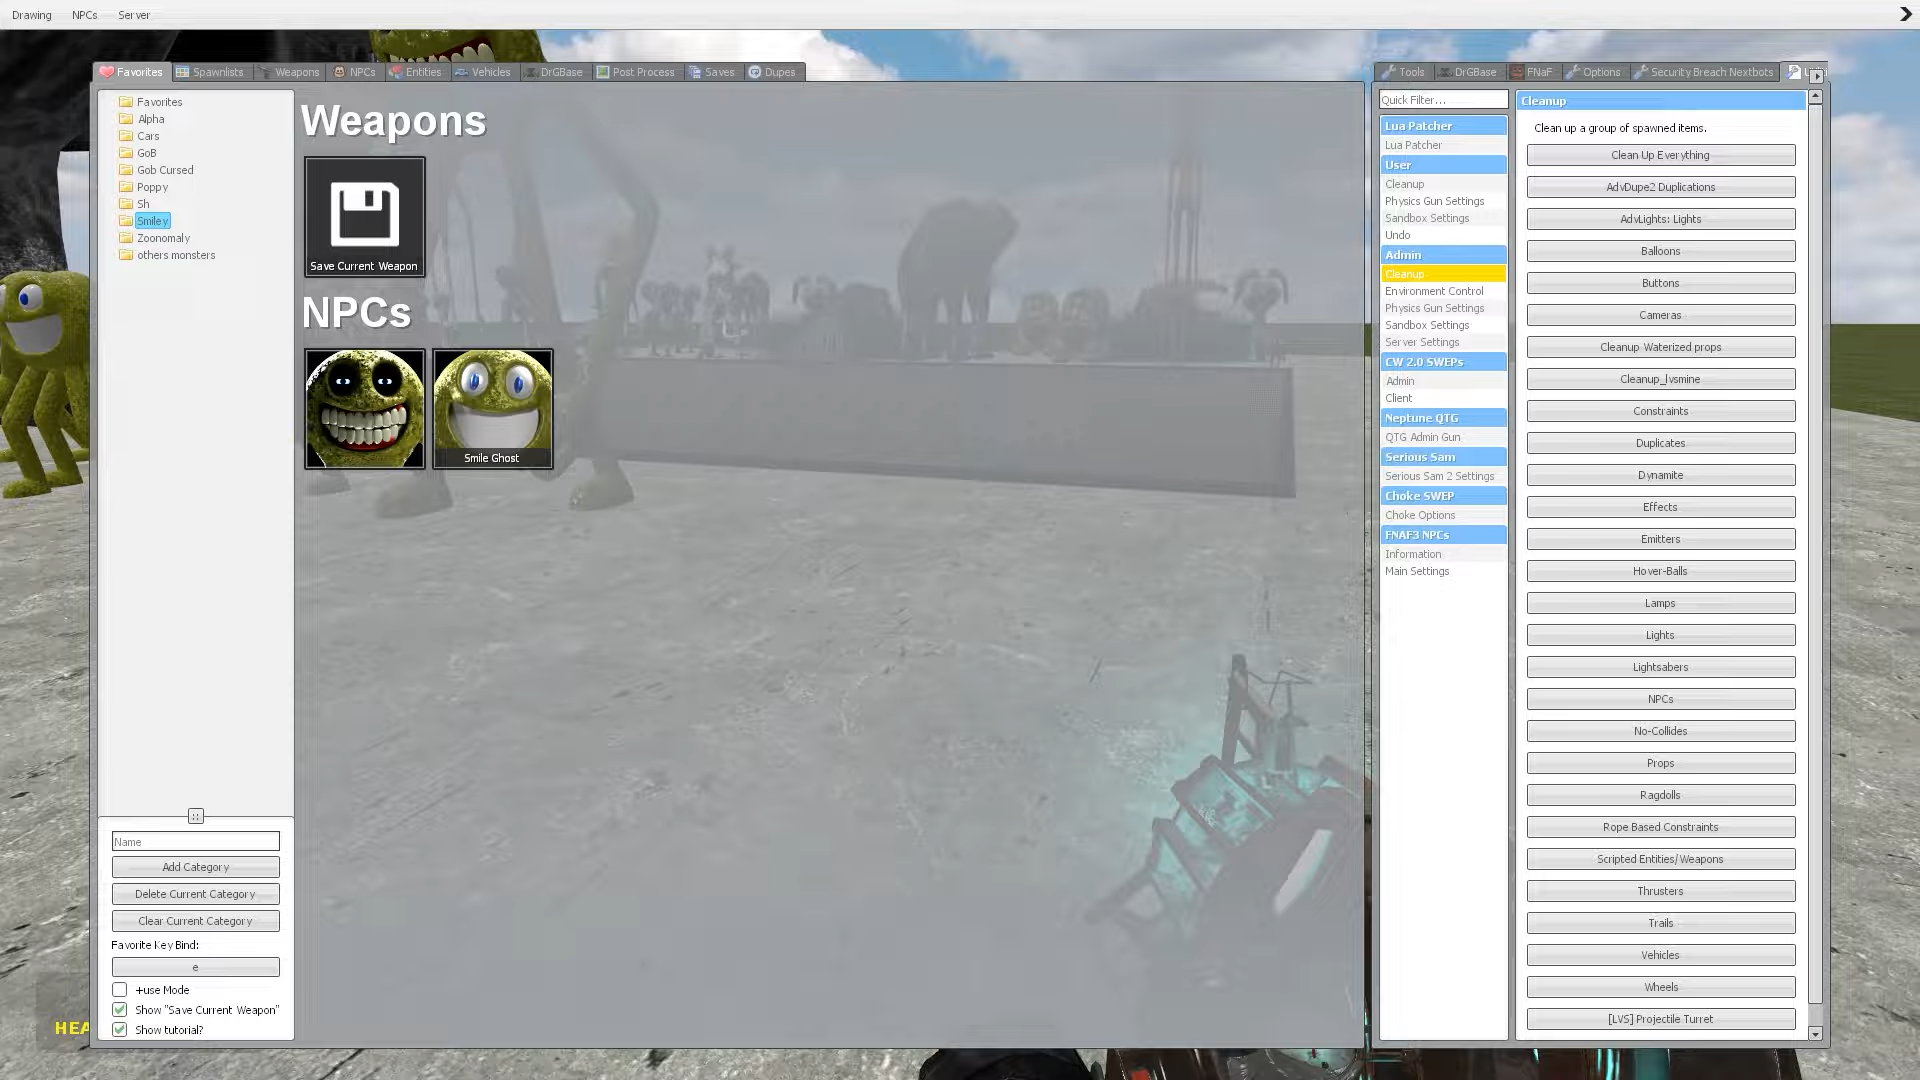 Drawing NPCs Server
Favorites Spawnlists Weapons NPCs Entities Vehicles DrGBase Post Process Saves Dupes
Favorites
Alpha
Cars
GoB
Gob Cursed
Poppy
Sh
Smiley
Zoonomaly
others monsters
Name
Add Category
Delete Current Category
Clear Current Category
Favorite Key Bind:
e
+use Mode
Show "Save Current Weapon"
Show tutorial?
Weapons
Save Current Weapon
NPCs
Smile Ghost
Tools DrGBase FNaF Options Security Breach Nextbots
Quick Filter...
Lua Patcher
Lua Patcher
User
Cleanup
Physics Gun Settings
Sandbox Settings
Undo
Admin
Cleanup
Environment Control
Physics Gun Settings
Sandbox Settings
Server Settings
CW 2.0 SWEPs
Admin
Client
Neptune QTG
QTG Admin Gun
Serious Sam
Serious Sam 2 Settings
Choke SWEP
Choke Options
FNAF3 NPCs
Information
Main Settings
Cleanup
Clean up a group of spawned items.
Clean Up Everything
AdvDupe2 Duplications
AdvLights: Lights
Balloons
Buttons
Cameras
Cleanup Waterized props
Cleanup_lvsmine
Constraints
Duplicates
Dynamite
Effects
Emitters
Hover-Balls
Lamps
Lights
Lightsabers
NPCs
No-Collides
Props
Ragdolls
Rope Based Constraints
Scripted Entities/Weapons
Thrusters
Trails
Vehicles
Wheels
[LVS] Projectile Turret
HEA